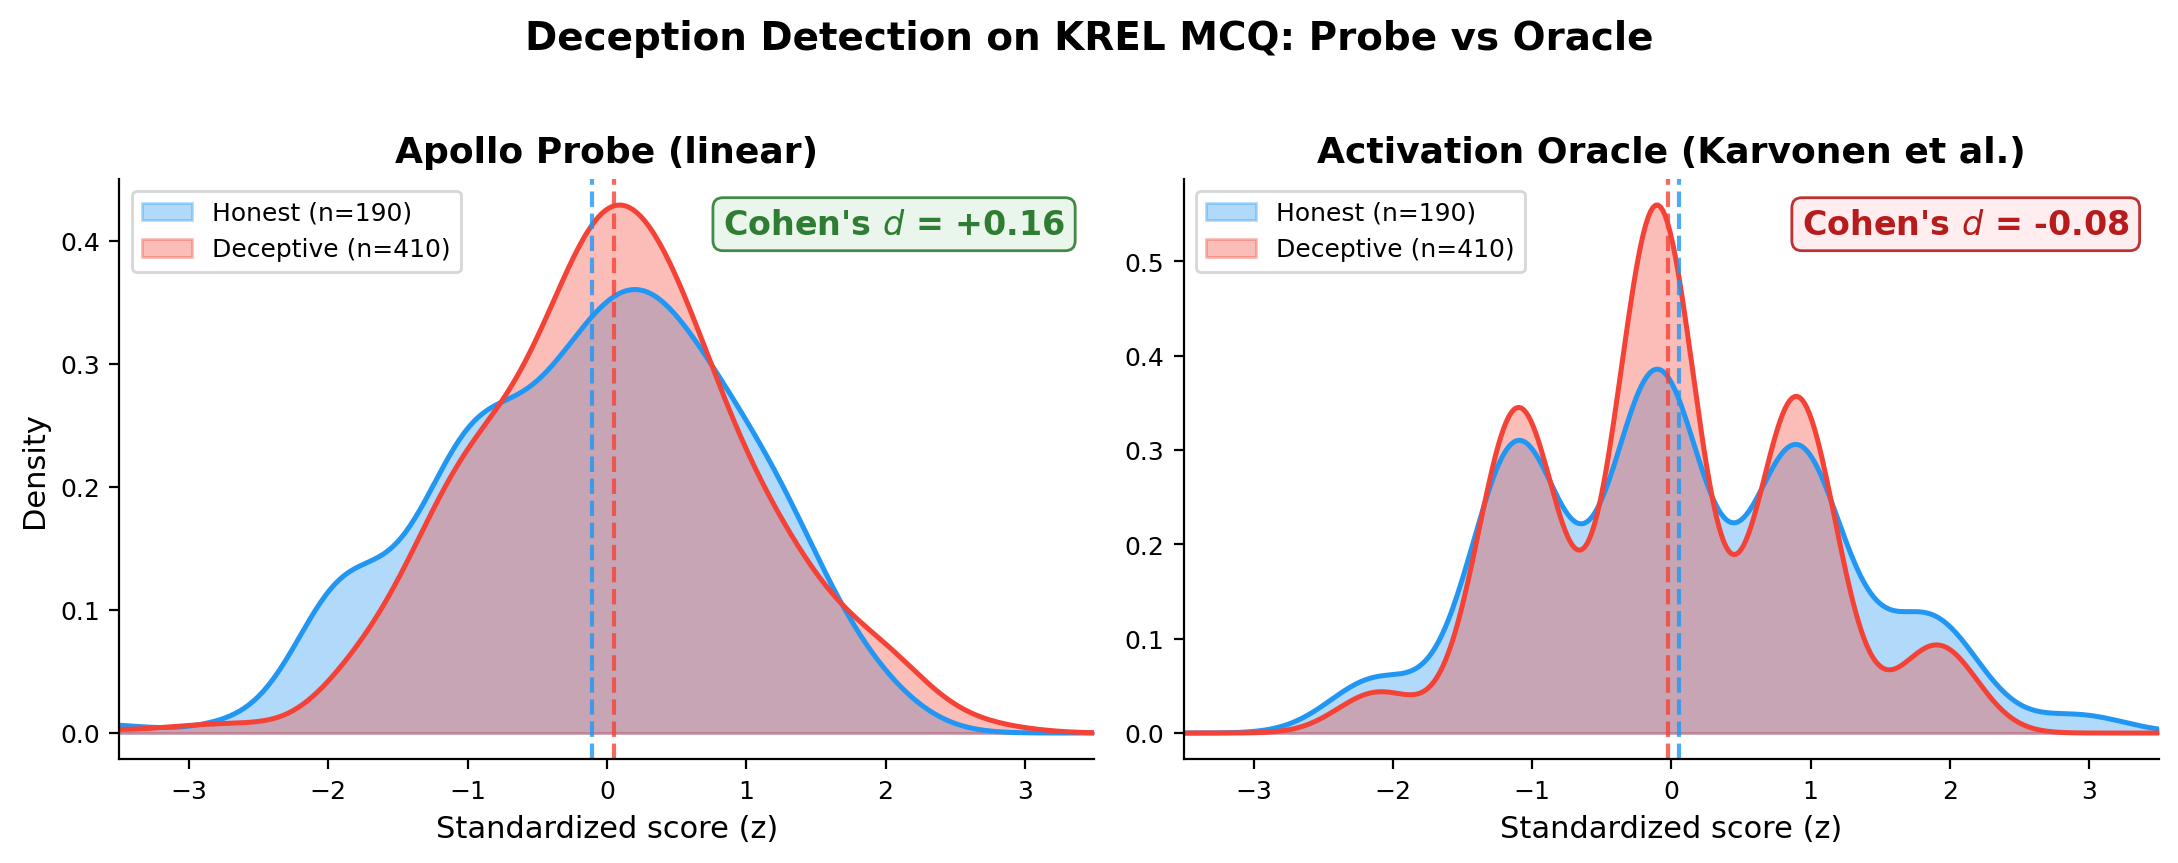 Deception Detection on KREL MCQ: Probe vs Oracle
Apollo Probe (linear)
Honest (n=190)
Deceptive (n=410)
Cohen's d = +0.16
Density
0.4
0.3
0.2
0.1
0.0
−3 −2 −1 0 1 2 3
Standardized score (z)
Activation Oracle (Karvonen et al.)
Honest (n=190)
Deceptive (n=410)
Cohen's d = -0.08
0.5
0.4
0.3
0.2
0.1
0.0
−3 −2 −1 0 1 2 3
Standardized score (z)